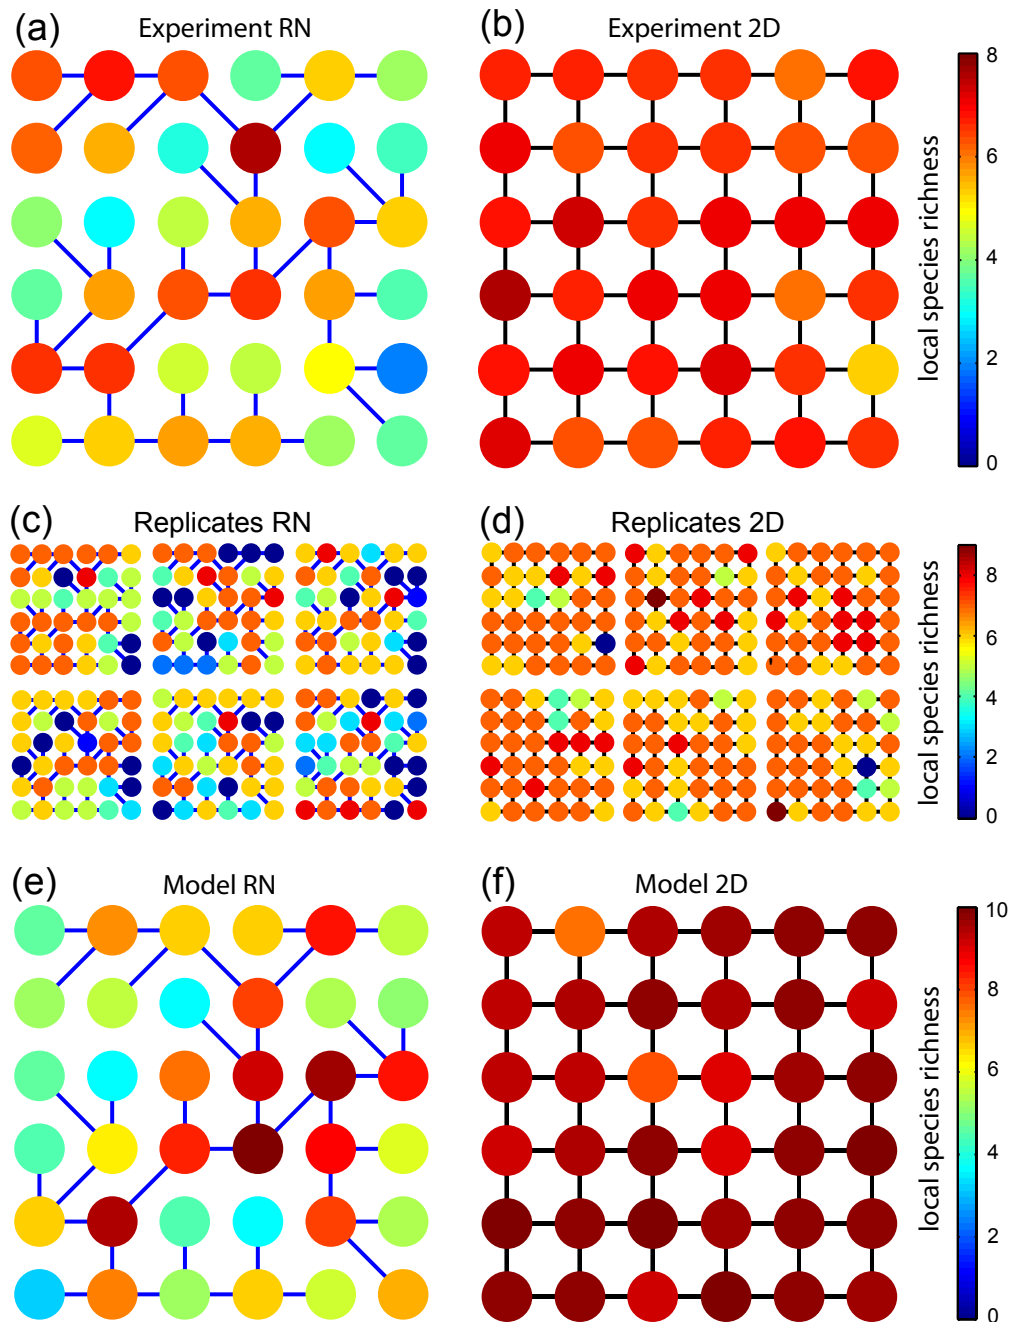 (a) Experiment RN
(b) Experiment 2D
8
6
4
2
0
local species richness
(c) Replicates RN
(d) Replicates 2D
8
6
4
2
0
local species richness
(e) Model RN
(f) Model 2D
10
8
6
4
2
0
local species richness